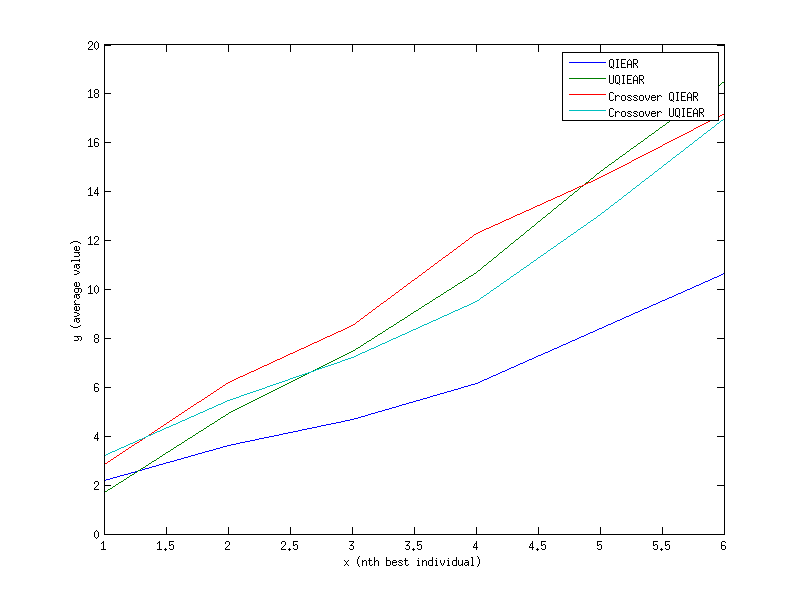 20
18
16
14
12
10
8
6
4
2
0
y (average value)
QIEAR
UQIEAR
Crossover QIEAR
Crossover UQIEAR
1 1.5 2 2.5 3 3.5 4 4.5 5 5.5 6
x (nth best individual)